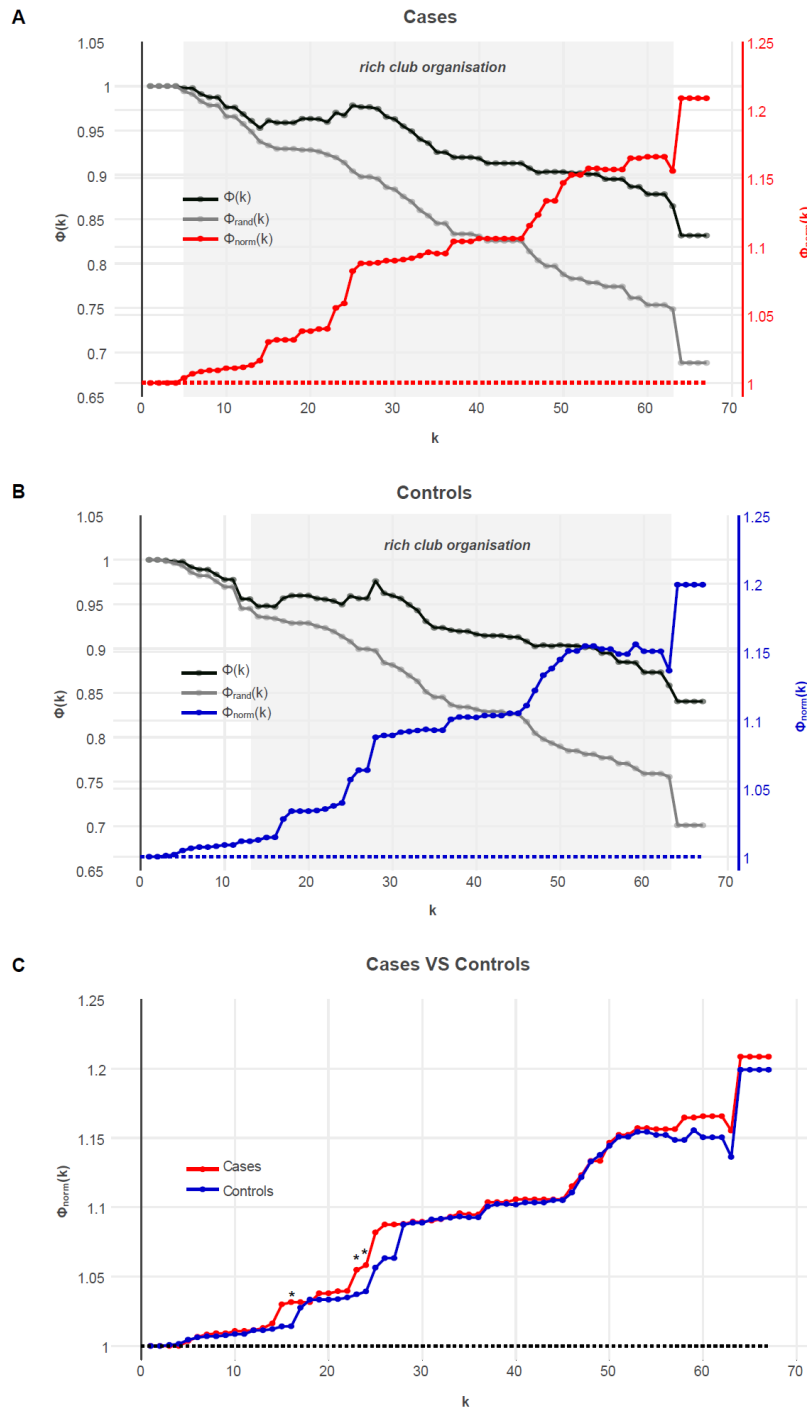 A
Cases
1.05
1
0.95
0.9
0.85
0.8
0.75
0.7
0.65
Φ(k)
rich club organisation
Φ(k)
Φrand(k)
Φnorm(k)
1.25
1.2
1.15
1.10
1.05
1
Φnorm(k)
0 10 20 30 40 50 60 70
k
B
Controls
1.05
1
0.95
0.9
0.85
0.8
0.75
0.7
0.65
Φ(k)
rich club organisation
Φ(k)
Φrand(k)
Φnorm(k)
1.25
1.2
1.15
1.10
1.05
1
Φnorm(k)
0 10 20 30 40 50 60 70
k
C
Cases VS Controls
1.25
1.2
1.15
1.1
1.05
1
Φnorm(k)
Cases
Controls
* * *
0 10 20 30 40 50 60 70
k